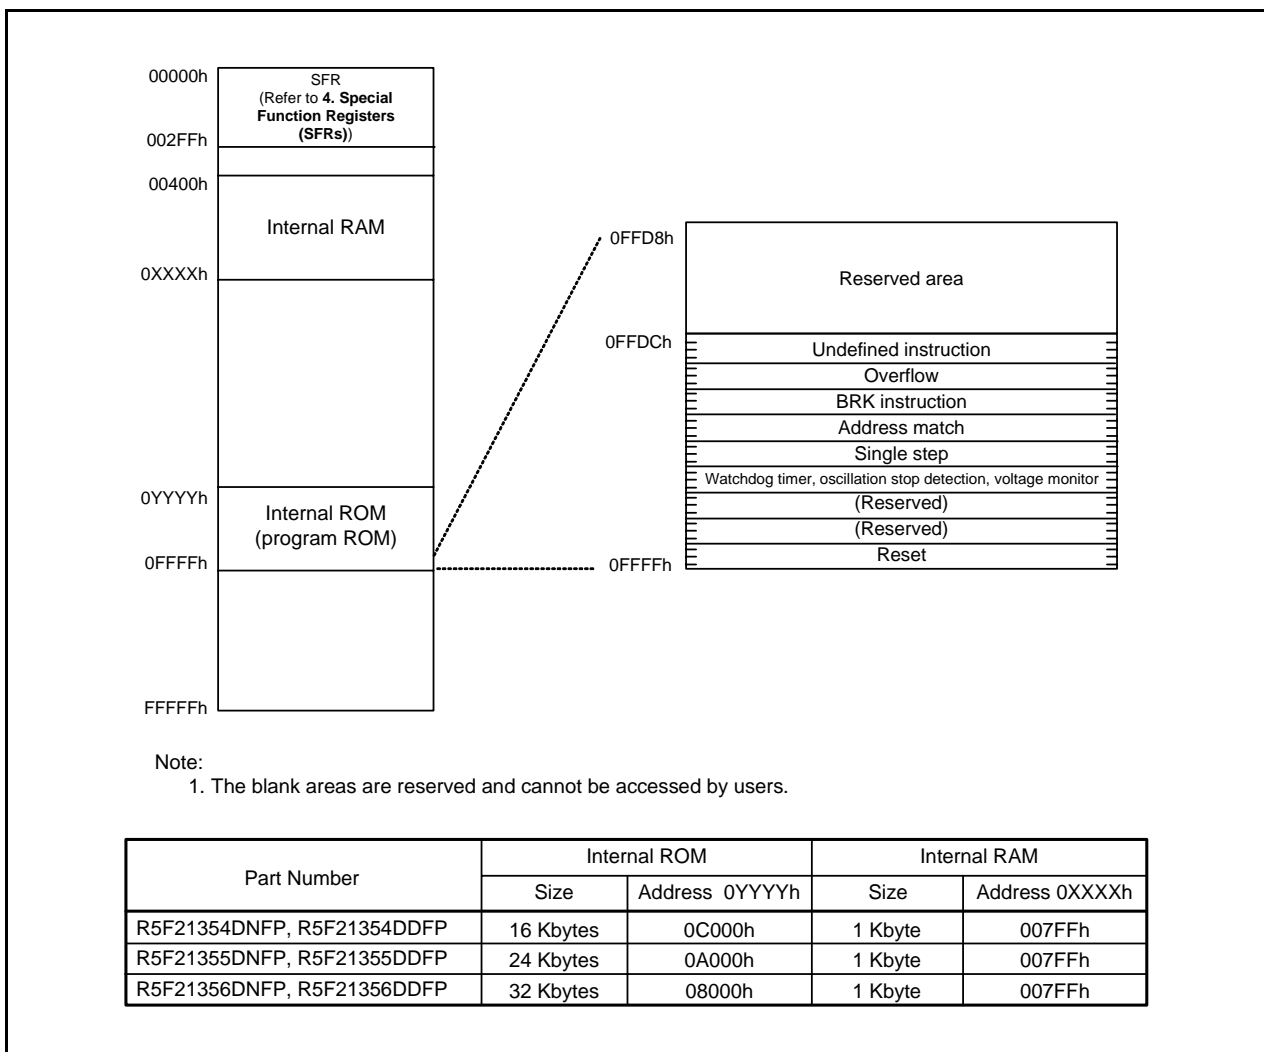 00000h
SFR
(Refer to 4. Special
Function Registers
(SFRs))
002FFh
00400h
Internal RAM
0XXXXh
0YYYYh
Internal ROM
(program ROM)
0FFFFh
FFFFFh
0FFD8h
Reserved area
0FFDCh
Undefined instruction
Overflow
BRK instruction
Address match
Single step
Watchdog timer, oscillation stop detection, voltage monitor
(Reserved)
(Reserved)
Reset
0FFFFh
Note:
1. The blank areas are reserved and cannot be accessed by users.
Part Number Internal ROM Internal RAM
Size Address 0YYYYh Size Address 0XXXXh
R5F21354DNFP, R5F21354DDFP 16 Kbytes 0C000h 1 Kbyte 007FFh
R5F21355DNFP, R5F21355DDFP 24 Kbytes 0A000h 1 Kbyte 007FFh
R5F21356DNFP, R5F21356DDFP 32 Kbytes 08000h 1 Kbyte 007FFh